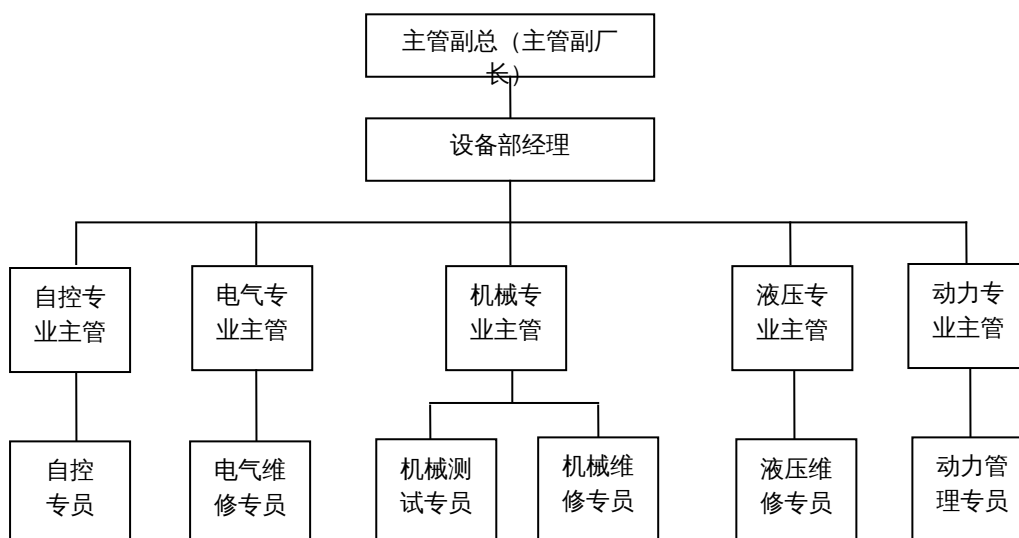 主管副总（主管副厂
长）
设备部经理
自控专
业主管
电气专
业主管
机械专
业主管
液压专
业主管
动力专
业主管
自控
专员
电气维
修专员
机械测
试专员
机械维
修专员
液压维
修专员
动力管
理专员